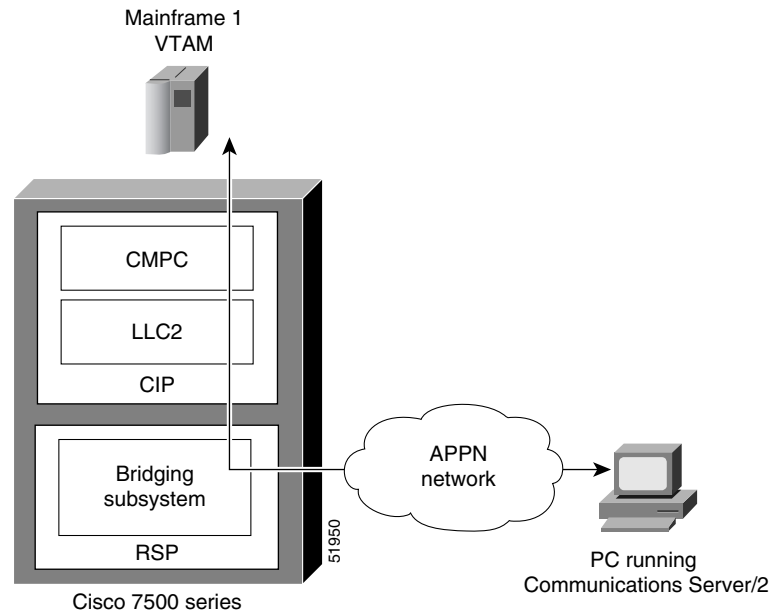 Mainframe 1
VTAM
CMPC
LLC2
CIP
Bridging
subsystem
RSP
51950
Cisco 7500 series
APPN
network
PC running
Communications Server/2